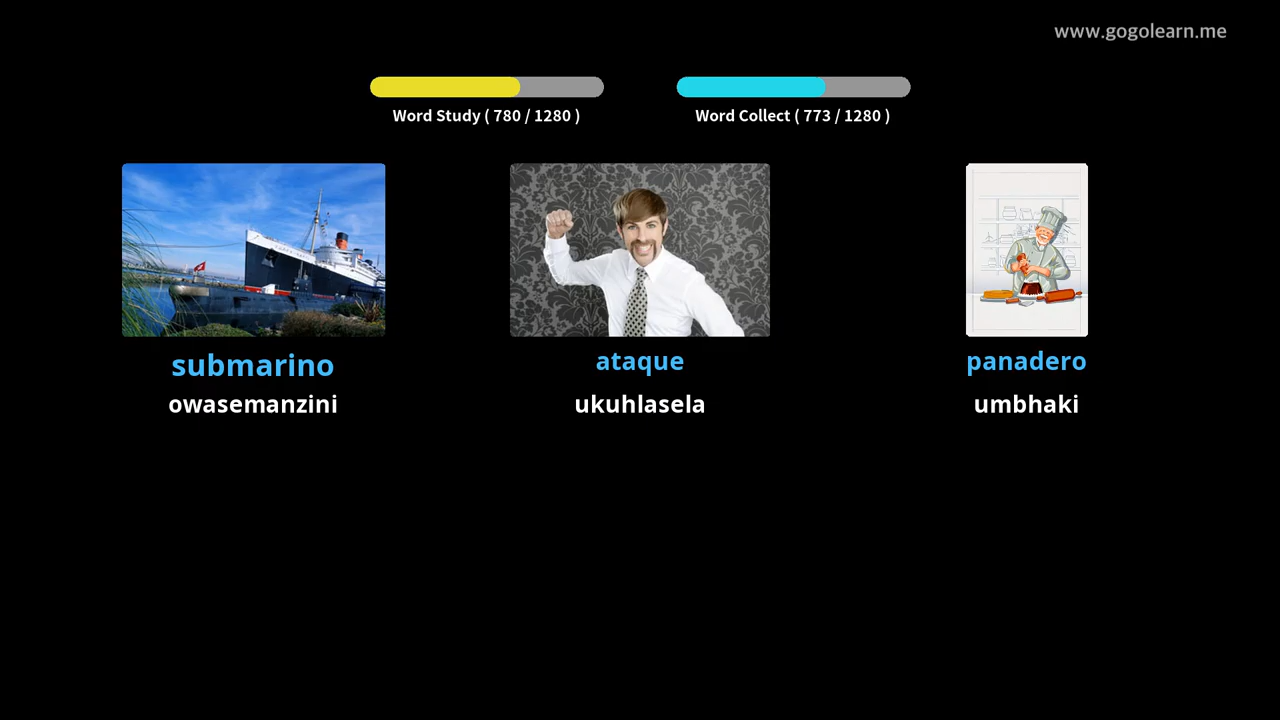 www.gogolearn.me
Word Study ( 780 / 1280 )
Word Collect ( 773 / 1280 )
submarino
ataque
panadero
owasemanzini
ukuhlasela
umbhaki